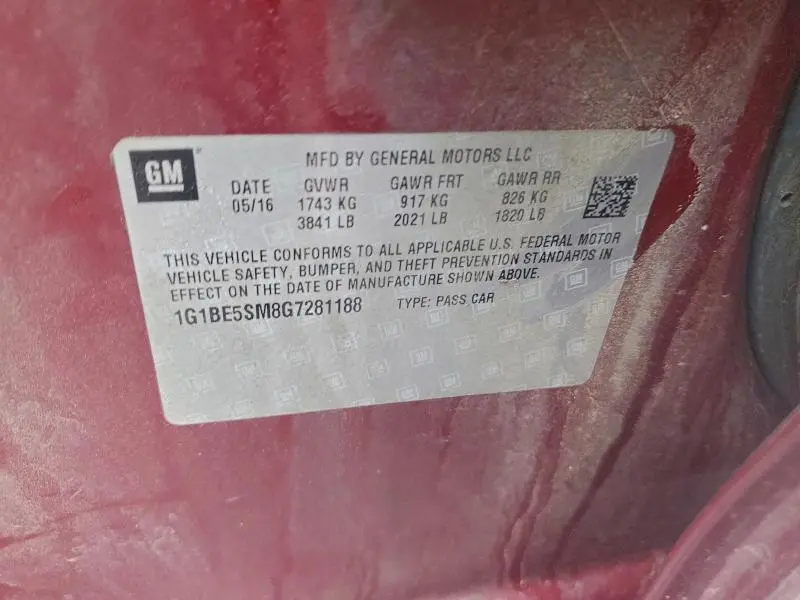 GM
MFD BY GENERAL MOTORS LLC
DATE GVWR GAWR FRT GAWR RR
05/16 1743 KG 917 KG 826 KG
3841 LB 2021 LB 1820 LB
THIS VEHICLE CONFORMS TO ALL APPLICABLE U.S. FEDERAL MOTOR
VEHICLE SAFETY, BUMPER, AND THEFT PREVENTION STANDARDS IN
EFFECT ON THE DATE OF MANUFACTURE SHOWN ABOVE.
1G1BE5SM8G7281188 TYPE: PASS CAR